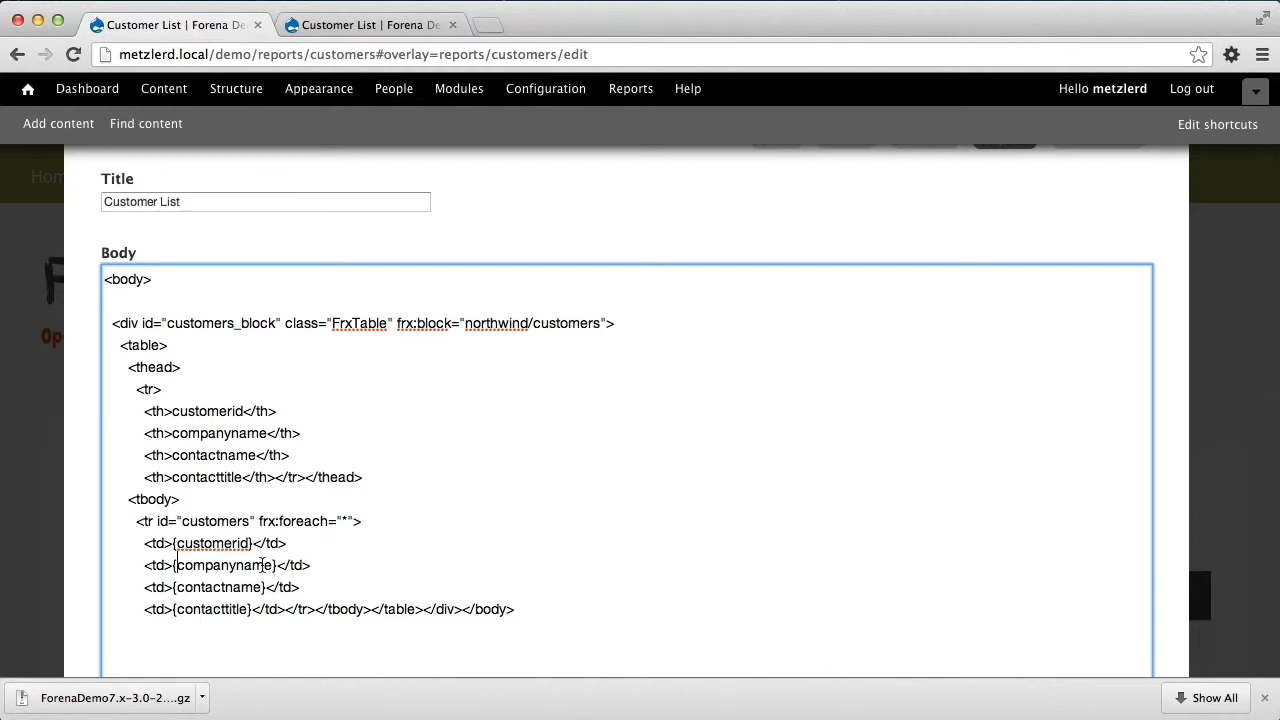 Customer List | Forena De
Customer List | Forena De
metzlerd.local/demo/reports/customers#overlay=reports/customers/edit
Dashboard Content Structure Appearance People Modules Configuration Reports Help Hello metzlerd Log out
Add content Find content Edit shortcuts
Hom
Title
Customer List
Body
<body>
<div id="customers_block" class="FrxTable" frx:block="northwind/customers">
<table>
<thead>
<tr>
<th>customerid</th>
<th>companyname</th>
<th>contactname</th>
<th>contacttitle</th></tr></thead>
<tbody>
<tr id="customers" frx:foreach="*">
<td>{customerid}</td>
<td>{companyname}</td>
<td>{contactname}</td>
<td>{contacttitle}</td></tr></tbody></table></div></body>
ForenaDemo7.x-3.0-2....gz Show All